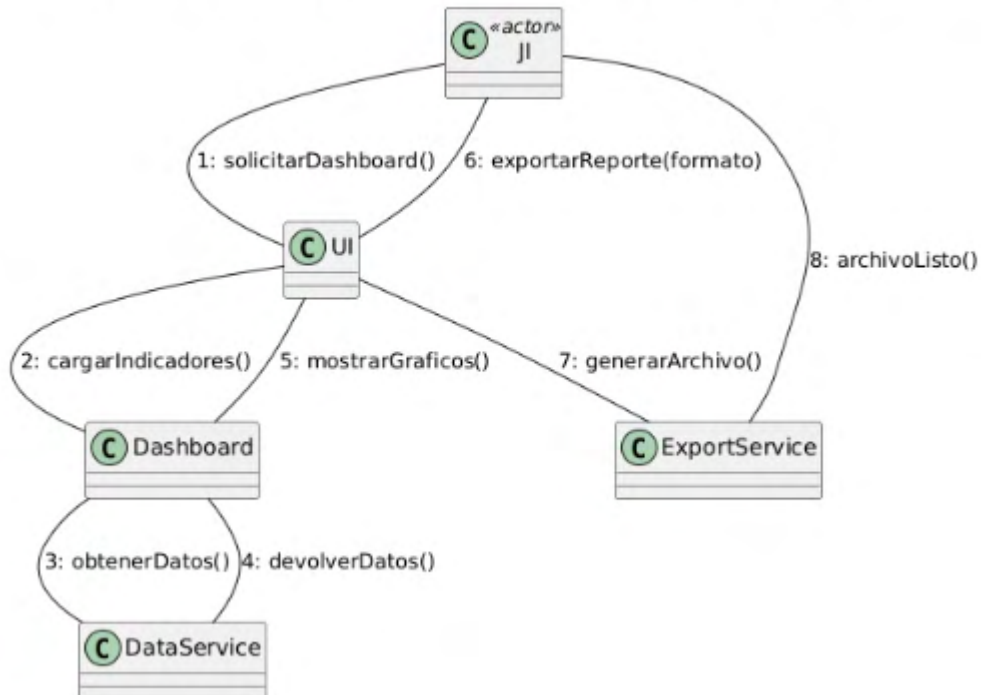 C «actor»
JI
1: solicitarDashboard()
6: exportarReporte(formato)
8: archivoListo()
C UI
2: cargarIndicadores()
5: mostrarGraficos()
7: generarArchivo()
C Dashboard
C ExportService
3: obtenerDatos()
4: devolverDatos()
C DataService